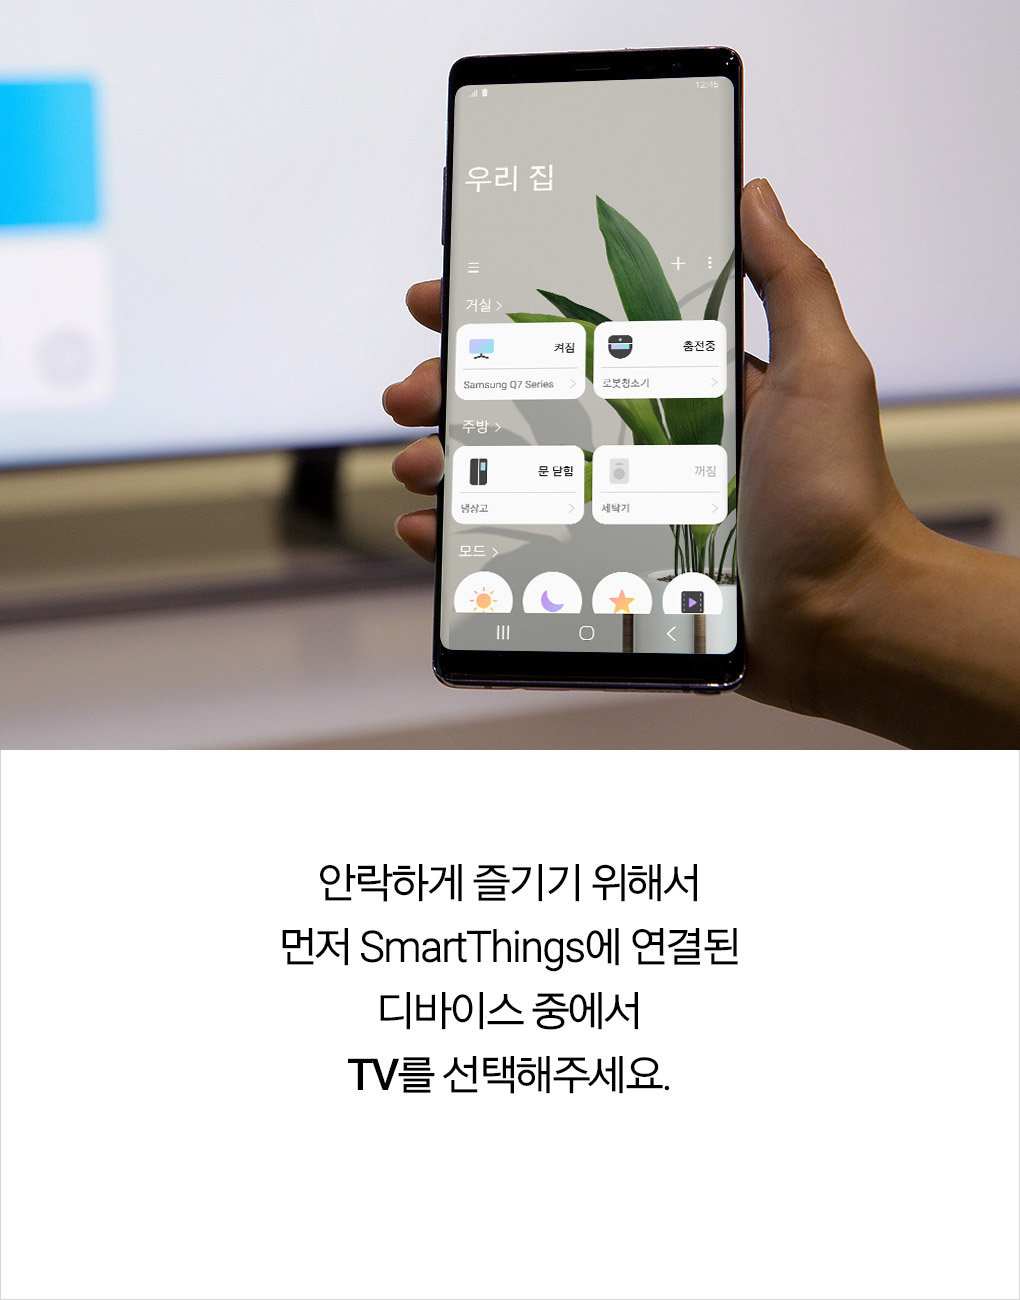 12:45
우리 집
거실 >
켜짐
충전중
Samsung Q7 Series >
로봇청소기 >
주방 >
문 닫힘
꺼짐
냉장고 >
세탁기 >
모드 >
안락하게 즐기기 위해서
먼저 SmartThings에 연결된
디바이스 중에서
TV를 선택해주세요.